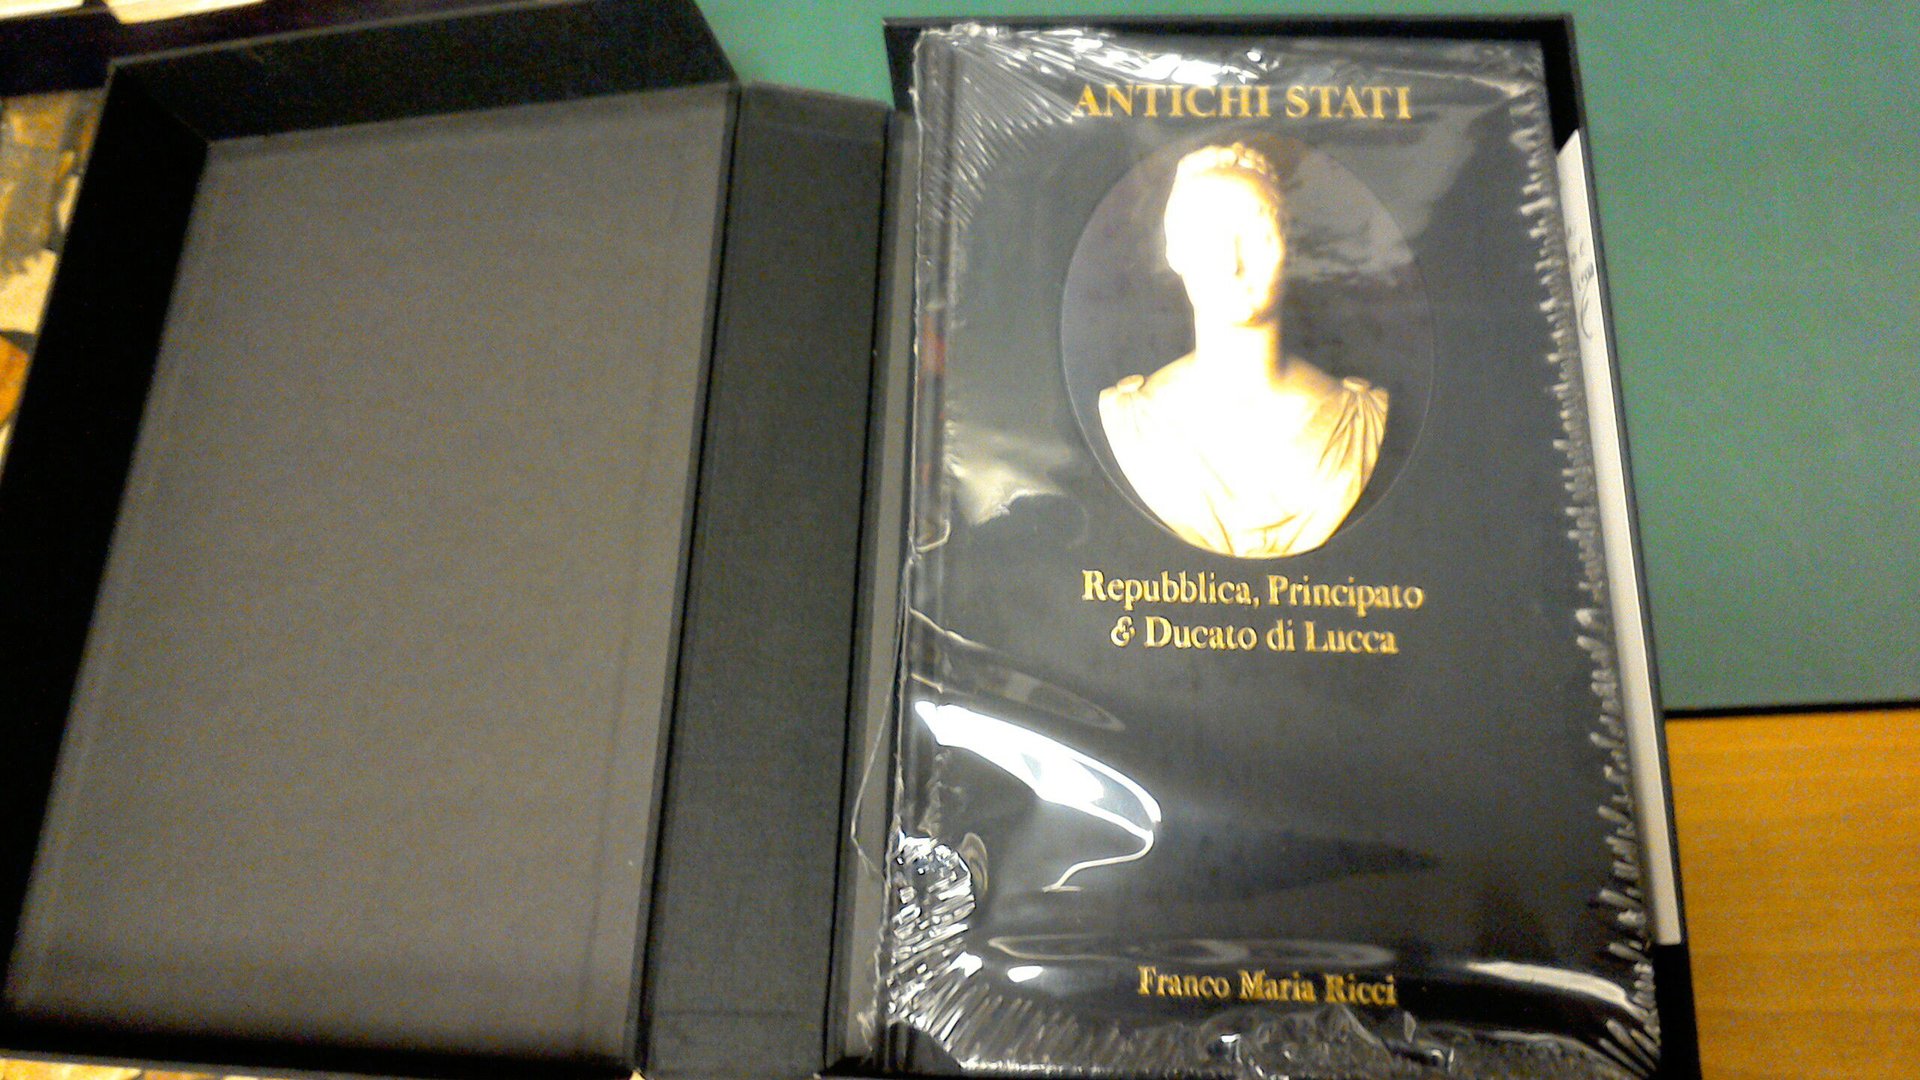 ANTICHI STATI
Repubblica, Principato
& Ducato di Lucca
Franco Maria Ricci